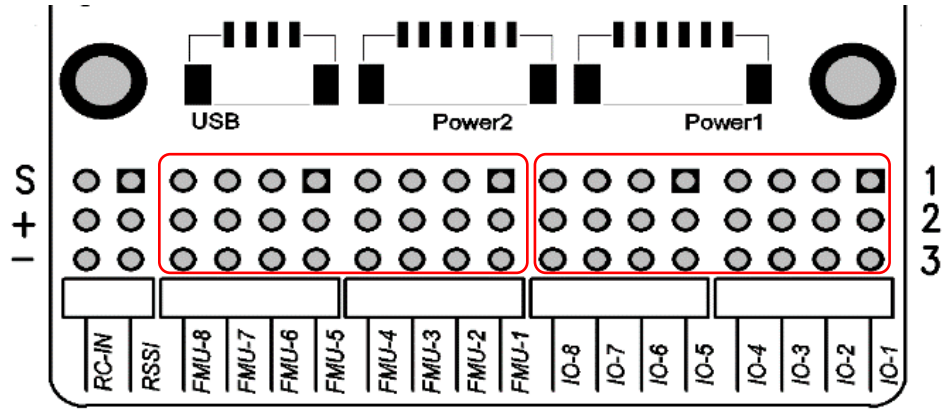 USB Power2 Power1
S 1
+ 2
- 3
RC-IN
RSSI
FMU-8
FMU-7
FMU-6
FMU-5
FMU-4
FMU-3
FMU-2
FMU-1
IO-8
IO-7
IO-6
IO-5
IO-4
IO-3
IO-2
IO-1